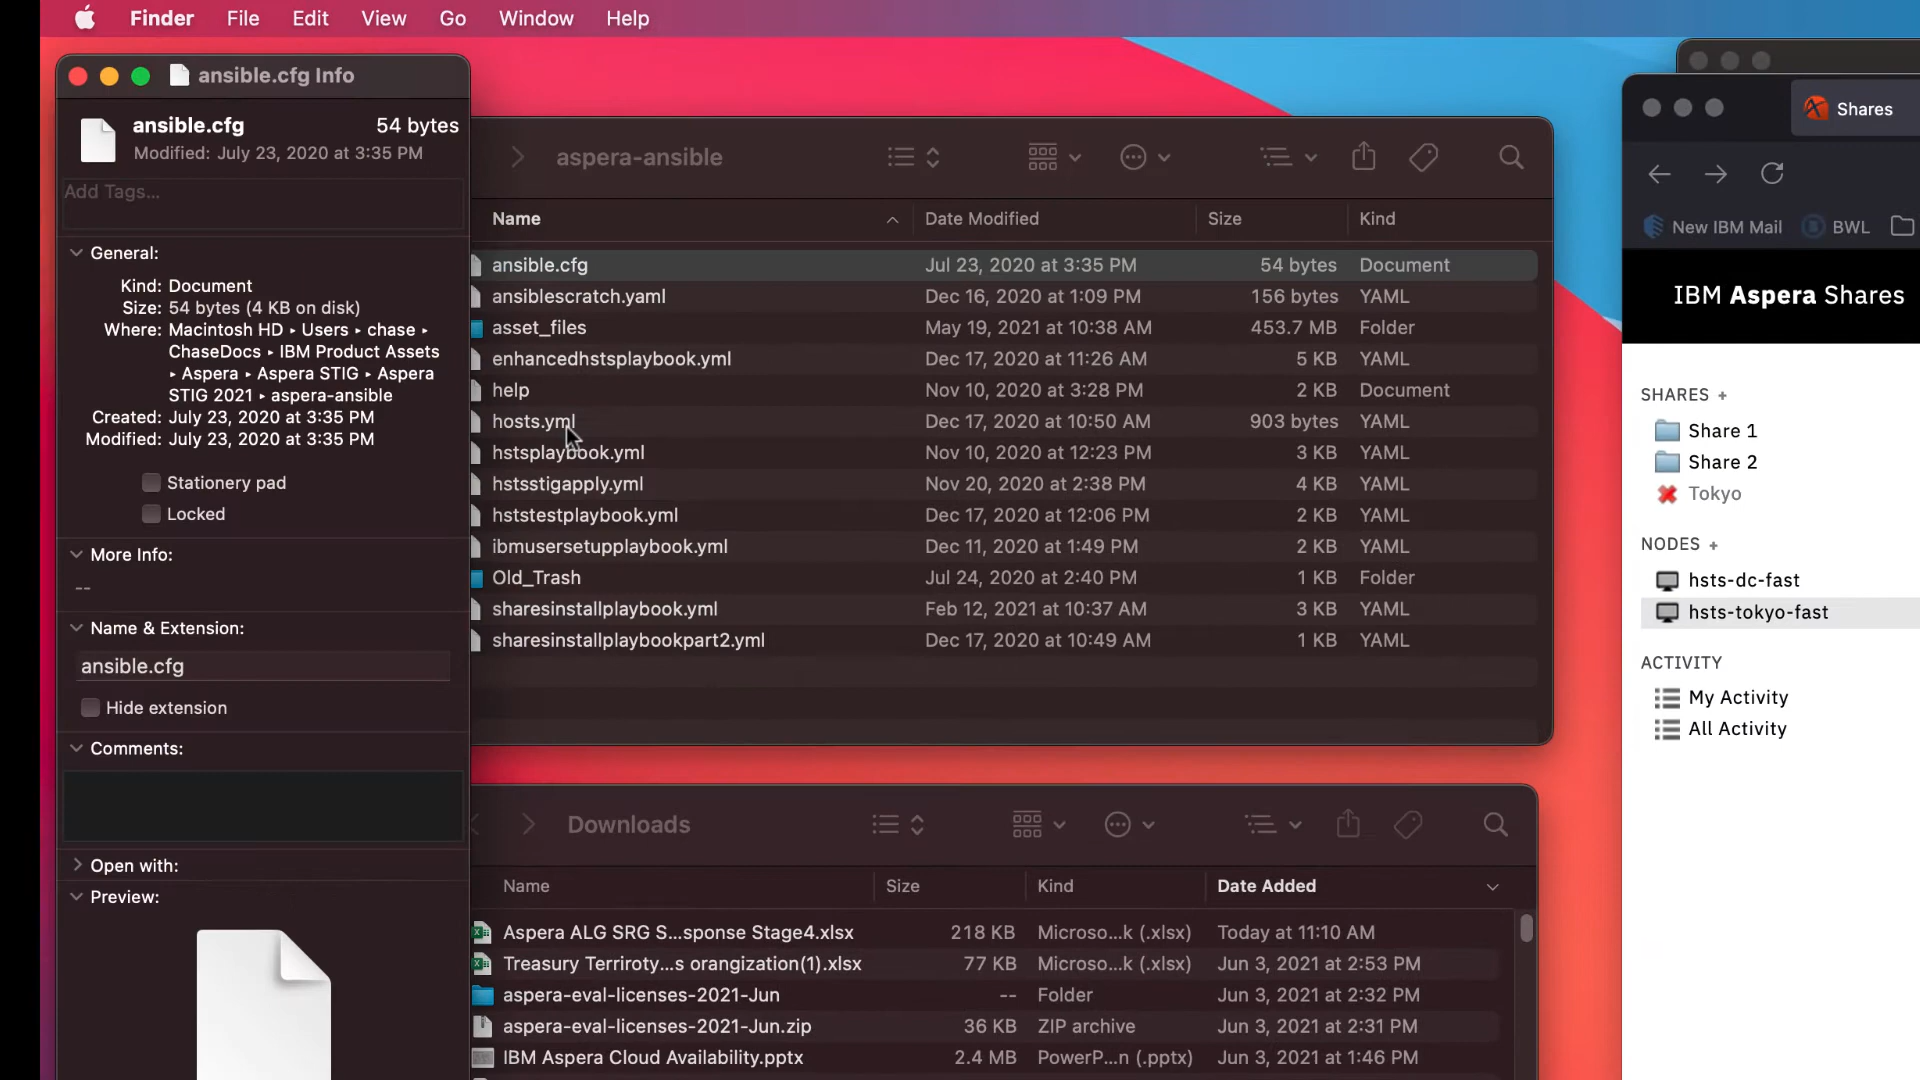 Finder File Edit View Go Window Help
ansible.cfg Info
ansible.cfg 54 bytes
Modified: July 23, 2020 at 3:35 PM
Add Tags...
General:
Kind: Document
Size: 54 bytes (4 KB on disk)
Where: Macintosh HD ▸ Users ▸ chase ▸
ChaseDocs ▸ IBM Product Assets
▸ Aspera ▸ Aspera STIG ▸ Aspera
STIG 2021 ▸ aspera-ansible
Created: July 23, 2020 at 3:35 PM
Modified: July 23, 2020 at 3:35 PM
Stationery pad
Locked
More Info:
--
Name & Extension:
ansible.cfg
Hide extension
Comments:
Open with:
Preview:
aspera-ansible
Name Date Modified Size Kind
ansible.cfg Jul 23, 2020 at 3:35 PM 54 bytes Document
ansiblescratch.yaml Dec 16, 2020 at 1:09 PM 156 bytes YAML
asset_files May 19, 2021 at 10:38 AM 453.7 MB Folder
enhancedhstsplaybook.yml Dec 17, 2020 at 11:26 AM 5 KB YAML
help Nov 10, 2020 at 3:28 PM 2 KB Document
hosts.yml Dec 17, 2020 at 10:50 AM 903 bytes YAML
hstsplaybook.yml Nov 10, 2020 at 12:23 PM 3 KB YAML
hstsstigapply.yml Nov 20, 2020 at 2:38 PM 4 KB YAML
hststestplaybook.yml Dec 17, 2020 at 12:06 PM 2 KB YAML
ibmusersetupplaybook.yml Dec 11, 2020 at 1:49 PM 2 KB YAML
Old_Trash Jul 24, 2020 at 2:40 PM 1 KB Folder
sharesinstallplaybook.yml Feb 12, 2021 at 10:37 AM 3 KB YAML
sharesinstallplaybookpart2.yml Dec 17, 2020 at 10:49 AM 1 KB YAML
Downloads
Name Size Kind Date Added
Aspera ALG SRG S...sponse Stage4.xlsx 218 KB Microso...k (.xlsx) Today at 11:10 AM
Treasury Terriroty...s orangization(1).xlsx 77 KB Microso...k (.xlsx) Jun 3, 2021 at 2:53 PM
aspera-eval-licenses-2021-Jun -- Folder Jun 3, 2021 at 2:32 PM
aspera-eval-licenses-2021-Jun.zip 36 KB ZIP archive Jun 3, 2021 at 2:31 PM
IBM Aspera Cloud Availability.pptx 2.4 MB PowerP...n (.pptx) Jun 3, 2021 at 1:46 PM
Shares
New IBM Mail BWL
IBM Aspera Shares
SHARES +
Share 1
Share 2
Tokyo
NODES +
hsts-dc-fast
hsts-tokyo-fast
ACTIVITY
My Activity
All Activity